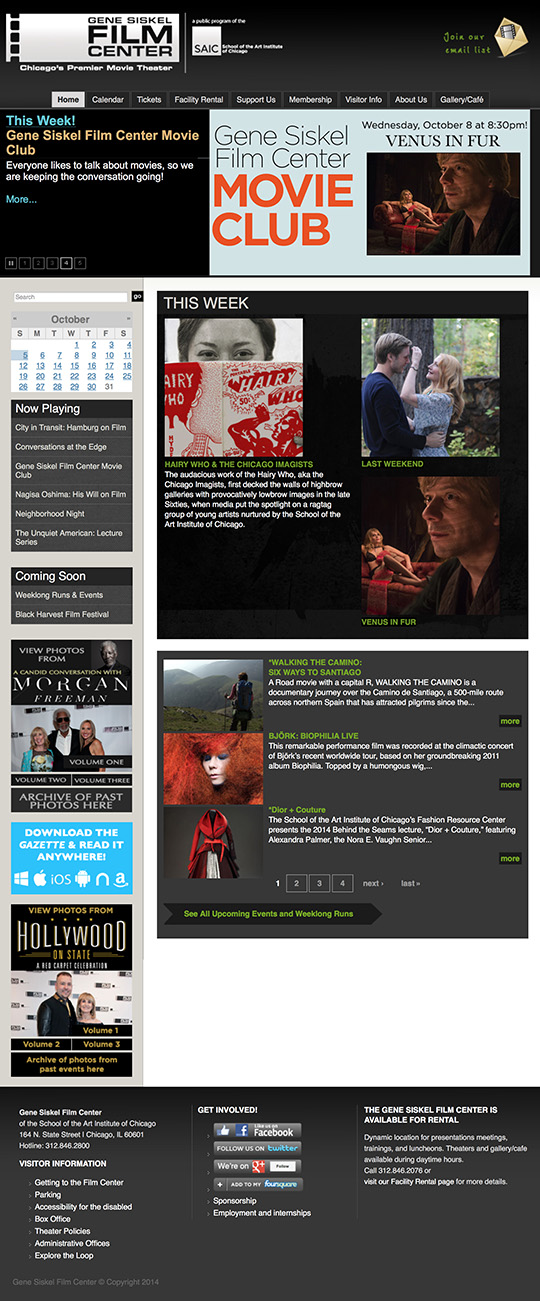 GENE SISKEL
FILM
CENTER
Chicago's Premier Movie Theater
a public program of the
SAIC
School of the Art Institute
of Chicago
Join our
email list
Home Calendar Tickets Facility Rental Support Us Membership Visitor Info About Us Gallery/Café
This Week!
Gene Siskel Film Center Movie
Club
Everyone likes to talk about movies, so we
are keeping the conversation going!
More...
1 2 3 4 5
Gene Siskel
Film Center
MOVIE
CLUB
Wednesday, October 8 at 8:30pm!
VENUS IN FUR
Search go
« October »
S M T W T F S
1 2 3 4
5 6 7 8 9 10 11
12 13 14 15 16 17 18
19 20 21 22 23 24 25
26 27 28 29 30 31
Now Playing
City in Transit: Hamburg on Film
Conversations at the Edge
Gene Siskel Film Center Movie
Club
Nagisa Oshima: His Will on Film
Neighborhood Night
The Unquiet American: Lecture
Series
Coming Soon
Weeklong Runs & Events
Black Harvest Film Festival
VIEW PHOTOS
FROM
A CANDID CONVERSATION WITH
MORGAN
FREEMAN
VOLUME ONE
VOLUME TWO VOLUME THREE
ARCHIVE OF PAST
PHOTOS HERE
DOWNLOAD THE
GAZETTE & READ IT
ANYWHERE!
iOS
VIEW PHOTOS FROM
HOLLYWOOD
ON STATE
A RED CARPET CELEBRATION
Volume 1
Volume 2 Volume 3
Archive of photos from
past events here
THIS WEEK
HAIRY WHO
HAIRY WHO
50¢
HAIRY WHO & THE CHICAGO IMAGISTS
The audacious work of the Hairy Who, aka the
Chicago Imagists, first decked the walls of highbrow
galleries with provocatively lowbrow images in the late
Sixties, when media put the spotlight on a ragtag
group of young artists nurtured by the School of the
Art Institute of Chicago.
LAST WEEKEND
VENUS IN FUR
*WALKING THE CAMINO:
SIX WAYS TO SANTIAGO
A Road movie with a capital R, WALKING THE CAMINO is a
documentary journey over the Camino de Santiago, a 500-mile route
across northern Spain that has attracted pilgrims since the...
more
BJÖRK: BIOPHILIA LIVE
This remarkable performance film was recorded at the climactic concert
of Björk's recent worldwide tour, based on her groundbreaking 2011
album Biophilia. Topped by a humongous wig,...
more
*Dior + Couture
The School of the Art Institute of Chicago's Fashion Resource Center
presents the 2014 Behind the Seams lecture, "Dior + Couture," featuring
Alexandra Palmer, the Nora E. Vaughn Senior...
more
1 2 3 4 next › last »
See All Upcoming Events and Weeklong Runs
Gene Siskel Film Center
of the School of the Art Institute of Chicago
164 N. State Street I Chicago, IL 60601
Hotline: 312.846.2800
VISITOR INFORMATION
Getting to the Film Center
Parking
Accessibility for the disabled
Box Office
Theater Policies
Administrative Offices
Explore the Loop
GET INVOLVED!
Like us on
Facebook
FOLLOW US ON twitter
We're on g+ Follow
+ ADD TO MY foursquare
Sponsorship
Employment and internships
THE GENE SISKEL FILM CENTER IS
AVAILABLE FOR RENTAL
Dynamic location for presentations meetings,
trainings, and luncheons. Theaters and gallery/cafe
available during daytime hours.
Call 312.846.2076 or
visit our Facility Rental page for more details.
Gene Siskel Film Center © Copyright 2014